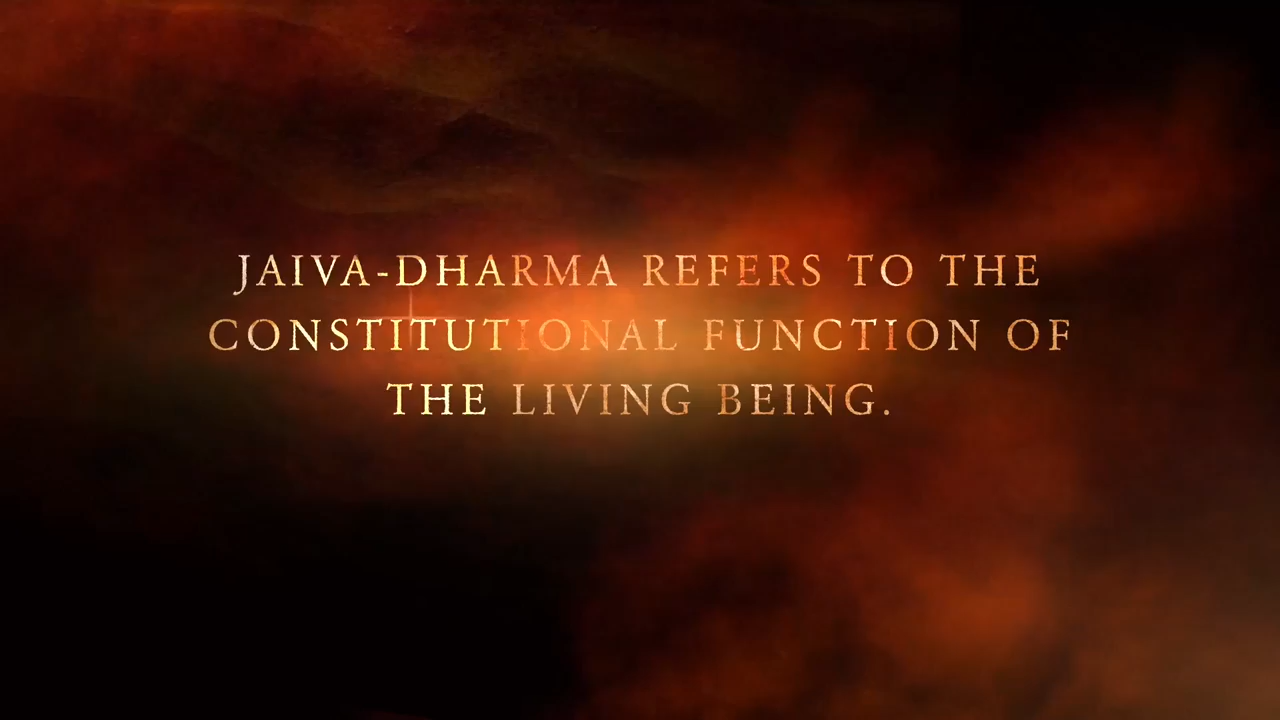 JAIVA-DHARMA REFERS TO THE
CONSTITUTIONAL FUNCTION OF
THE LIVING BEING.